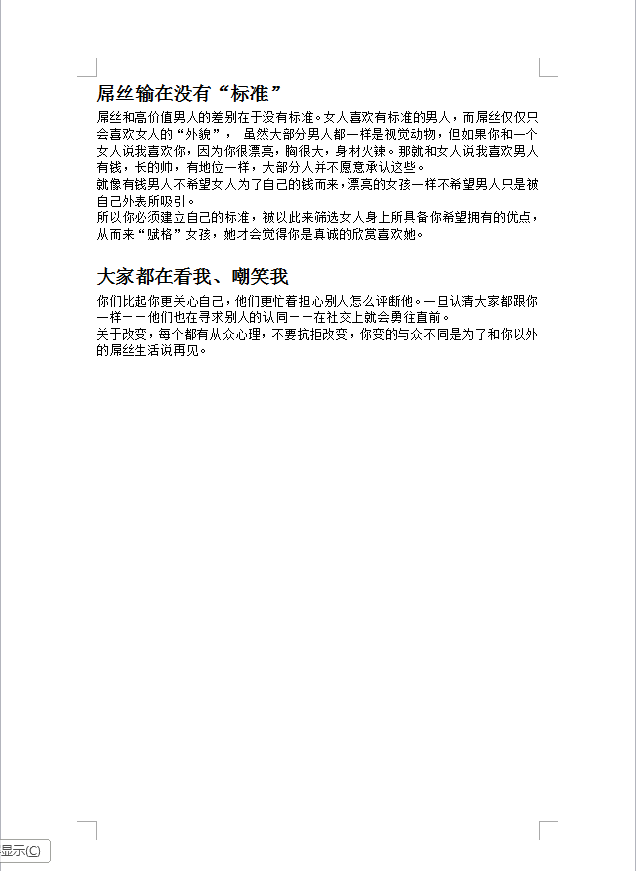 屌丝输在没有“标准”
屌丝和高价值男人的差别在于没有标准。女人喜欢有标准的男人，而屌丝仅仅只
会喜欢女人的“外貌”， 虽然大部分男人都一样是视觉动物，但如果你和一个
女人说我喜欢你，因为你很漂亮，胸很大，身材火辣。那就和女人说我喜欢男人
有钱，长的帅，有地位一样，大部分人并不愿意承认这些。
就像有钱男人不希望女人为了自己的钱而来，漂亮的女孩一样不希望男人只是被
自己外表所吸引。
所以你必须建立自己的标准，被以此来筛选女人身上所具备你希望拥有的优点，
从而来“赋格”女孩，她才会觉得你是真诚的欣赏喜欢她。
大家都在看我、嘲笑我
你们比起你更关心自己，他们更忙着担心别人怎么评断他。一旦认清大家都跟你
一样－－他们也在寻求别人的认同－－在社交上就会勇往直前。
关于改变，每个都有从众心理，不要抗拒改变，你变的与众不同是为了和你以外
的屌丝生活说再见。
显示(C)